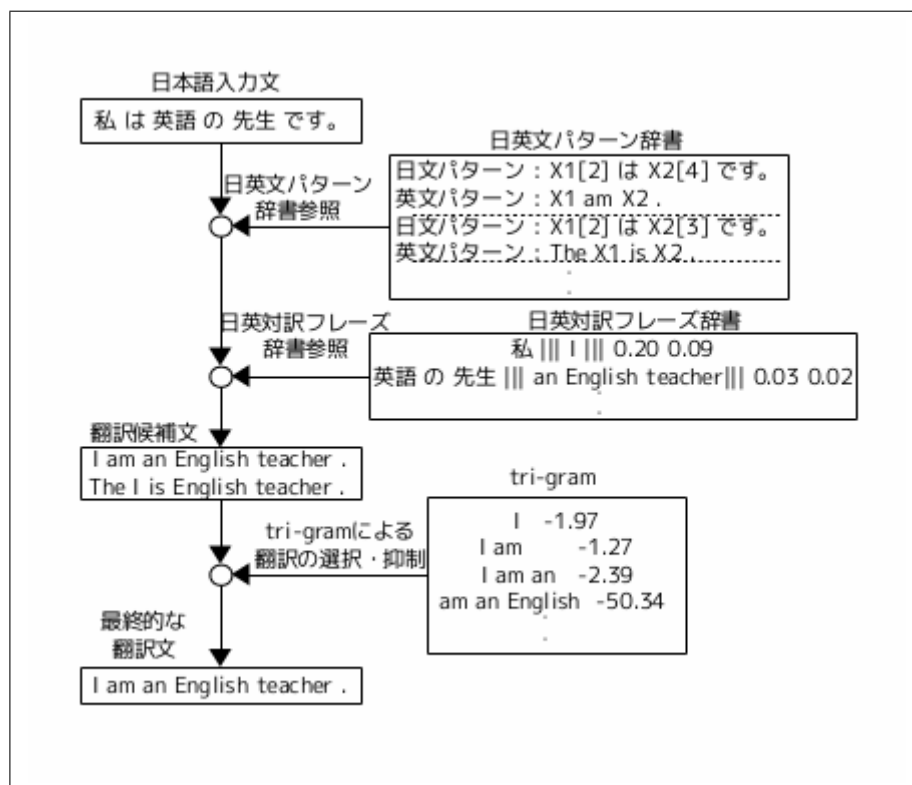 日本語入力文
私 は 英語 の 先生 です。
日英文パターン辞書
日英文パターン
辞書参照
日文パターン : X1[2] は X2[4] です。
英文パターン : X1 am X2 .
日文パターン : X1[2] は X2[3] です。
英文パターン : The X1 is X2 .
日英対訳フレーズ
辞書参照
日英対訳フレーズ辞書
私 ||| I ||| 0.20 0.09
英語 の 先生 ||| an English teacher||| 0.03 0.02
翻訳候補文
I am an English teacher .
The I is English teacher .
tri-gram
tri-gramによる
翻訳の選択・抑制
I -1.97
I am -1.27
I am an -2.39
am an English -50.34
最終的な
翻訳文
I am an English teacher .